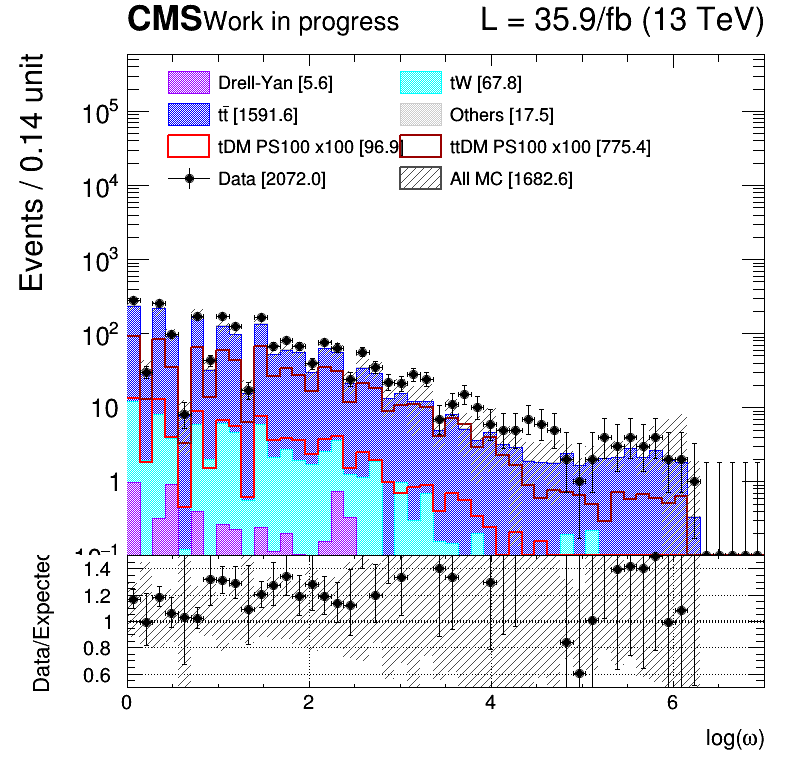 CMS Work in progress L = 35.9/fb (13 TeV)
Events / 0.14 unit
Drell-Yan [5.6] tW [67.8]
tt̄ [1591.6] Others [17.5]
tDM PS100 x100 [96.9] ttDM PS100 x100 [775.4]
Data [2072.0] All MC [1682.6]
10⁵
10⁴
10³
10²
10
1
10⁻¹
Data/Expected
1.4
1.2
1
0.8
0.6
0 2 4 6
log(ω)